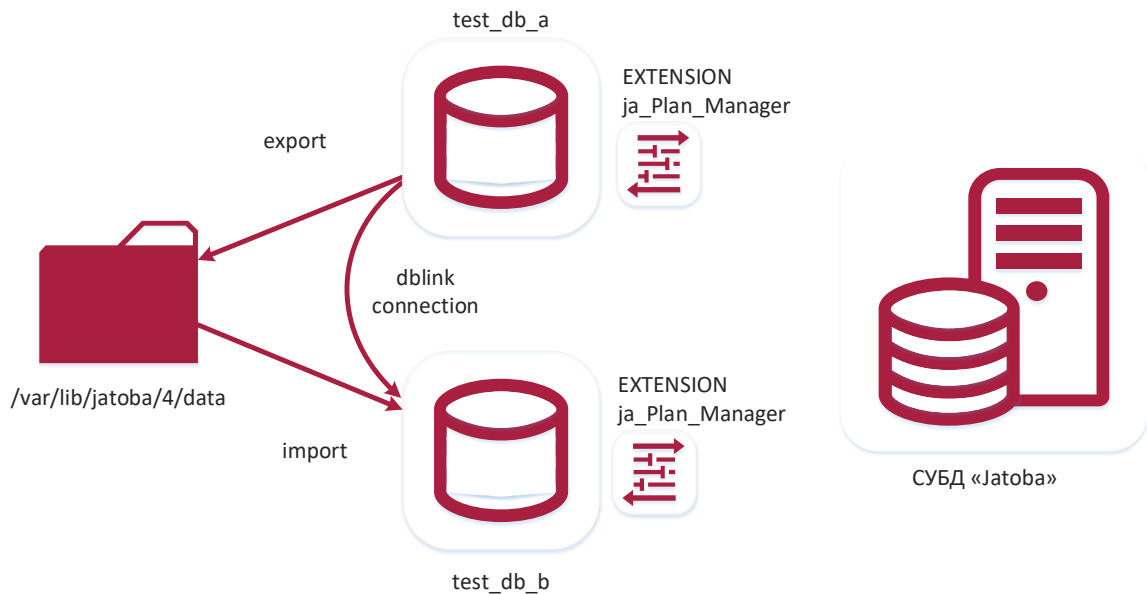 test_db_a
EXTENSION
ja_Plan_Manager
export
dblink
connection
/var/lib/jatoba/4/data
import
EXTENSION
ja_Plan_Manager
СУБД «Jatoba»
test_db_b